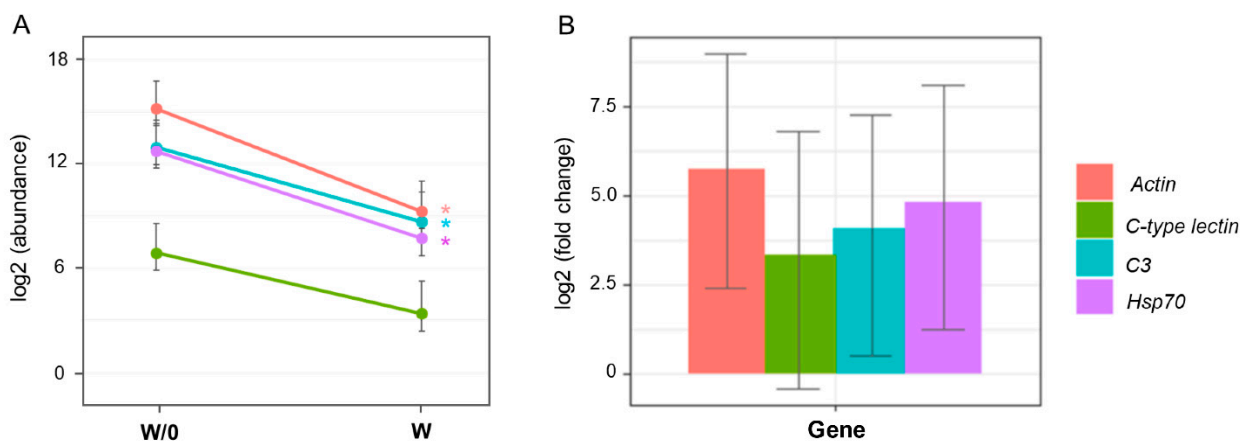 A
log2 (abundance)
18
12
6
0
*
*
*
W/0
W
B
log2 (fold change)
7.5
5.0
2.5
0
Gene
Actin
C-type lectin
C3
Hsp70